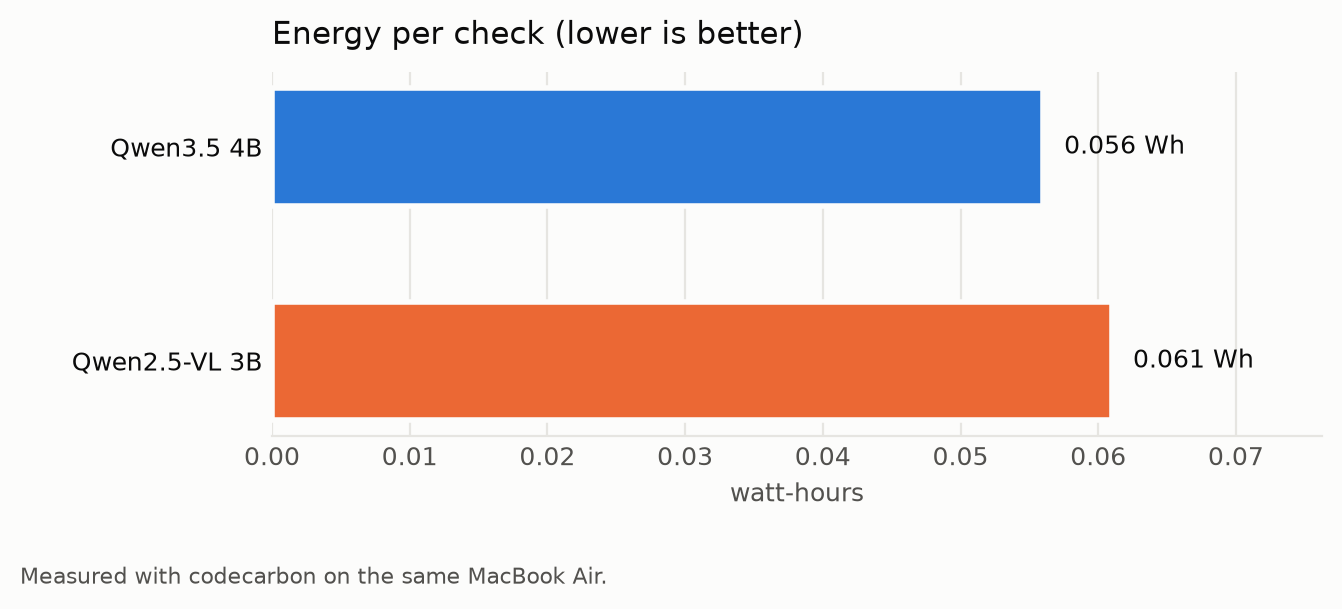 Energy per check (lower is better)
Qwen3.5 4B
0.056 Wh
Qwen2.5-VL 3B
0.061 Wh
0.00 0.01 0.02 0.03 0.04 0.05 0.06 0.07
watt-hours
Measured with codecarbon on the same MacBook Air.